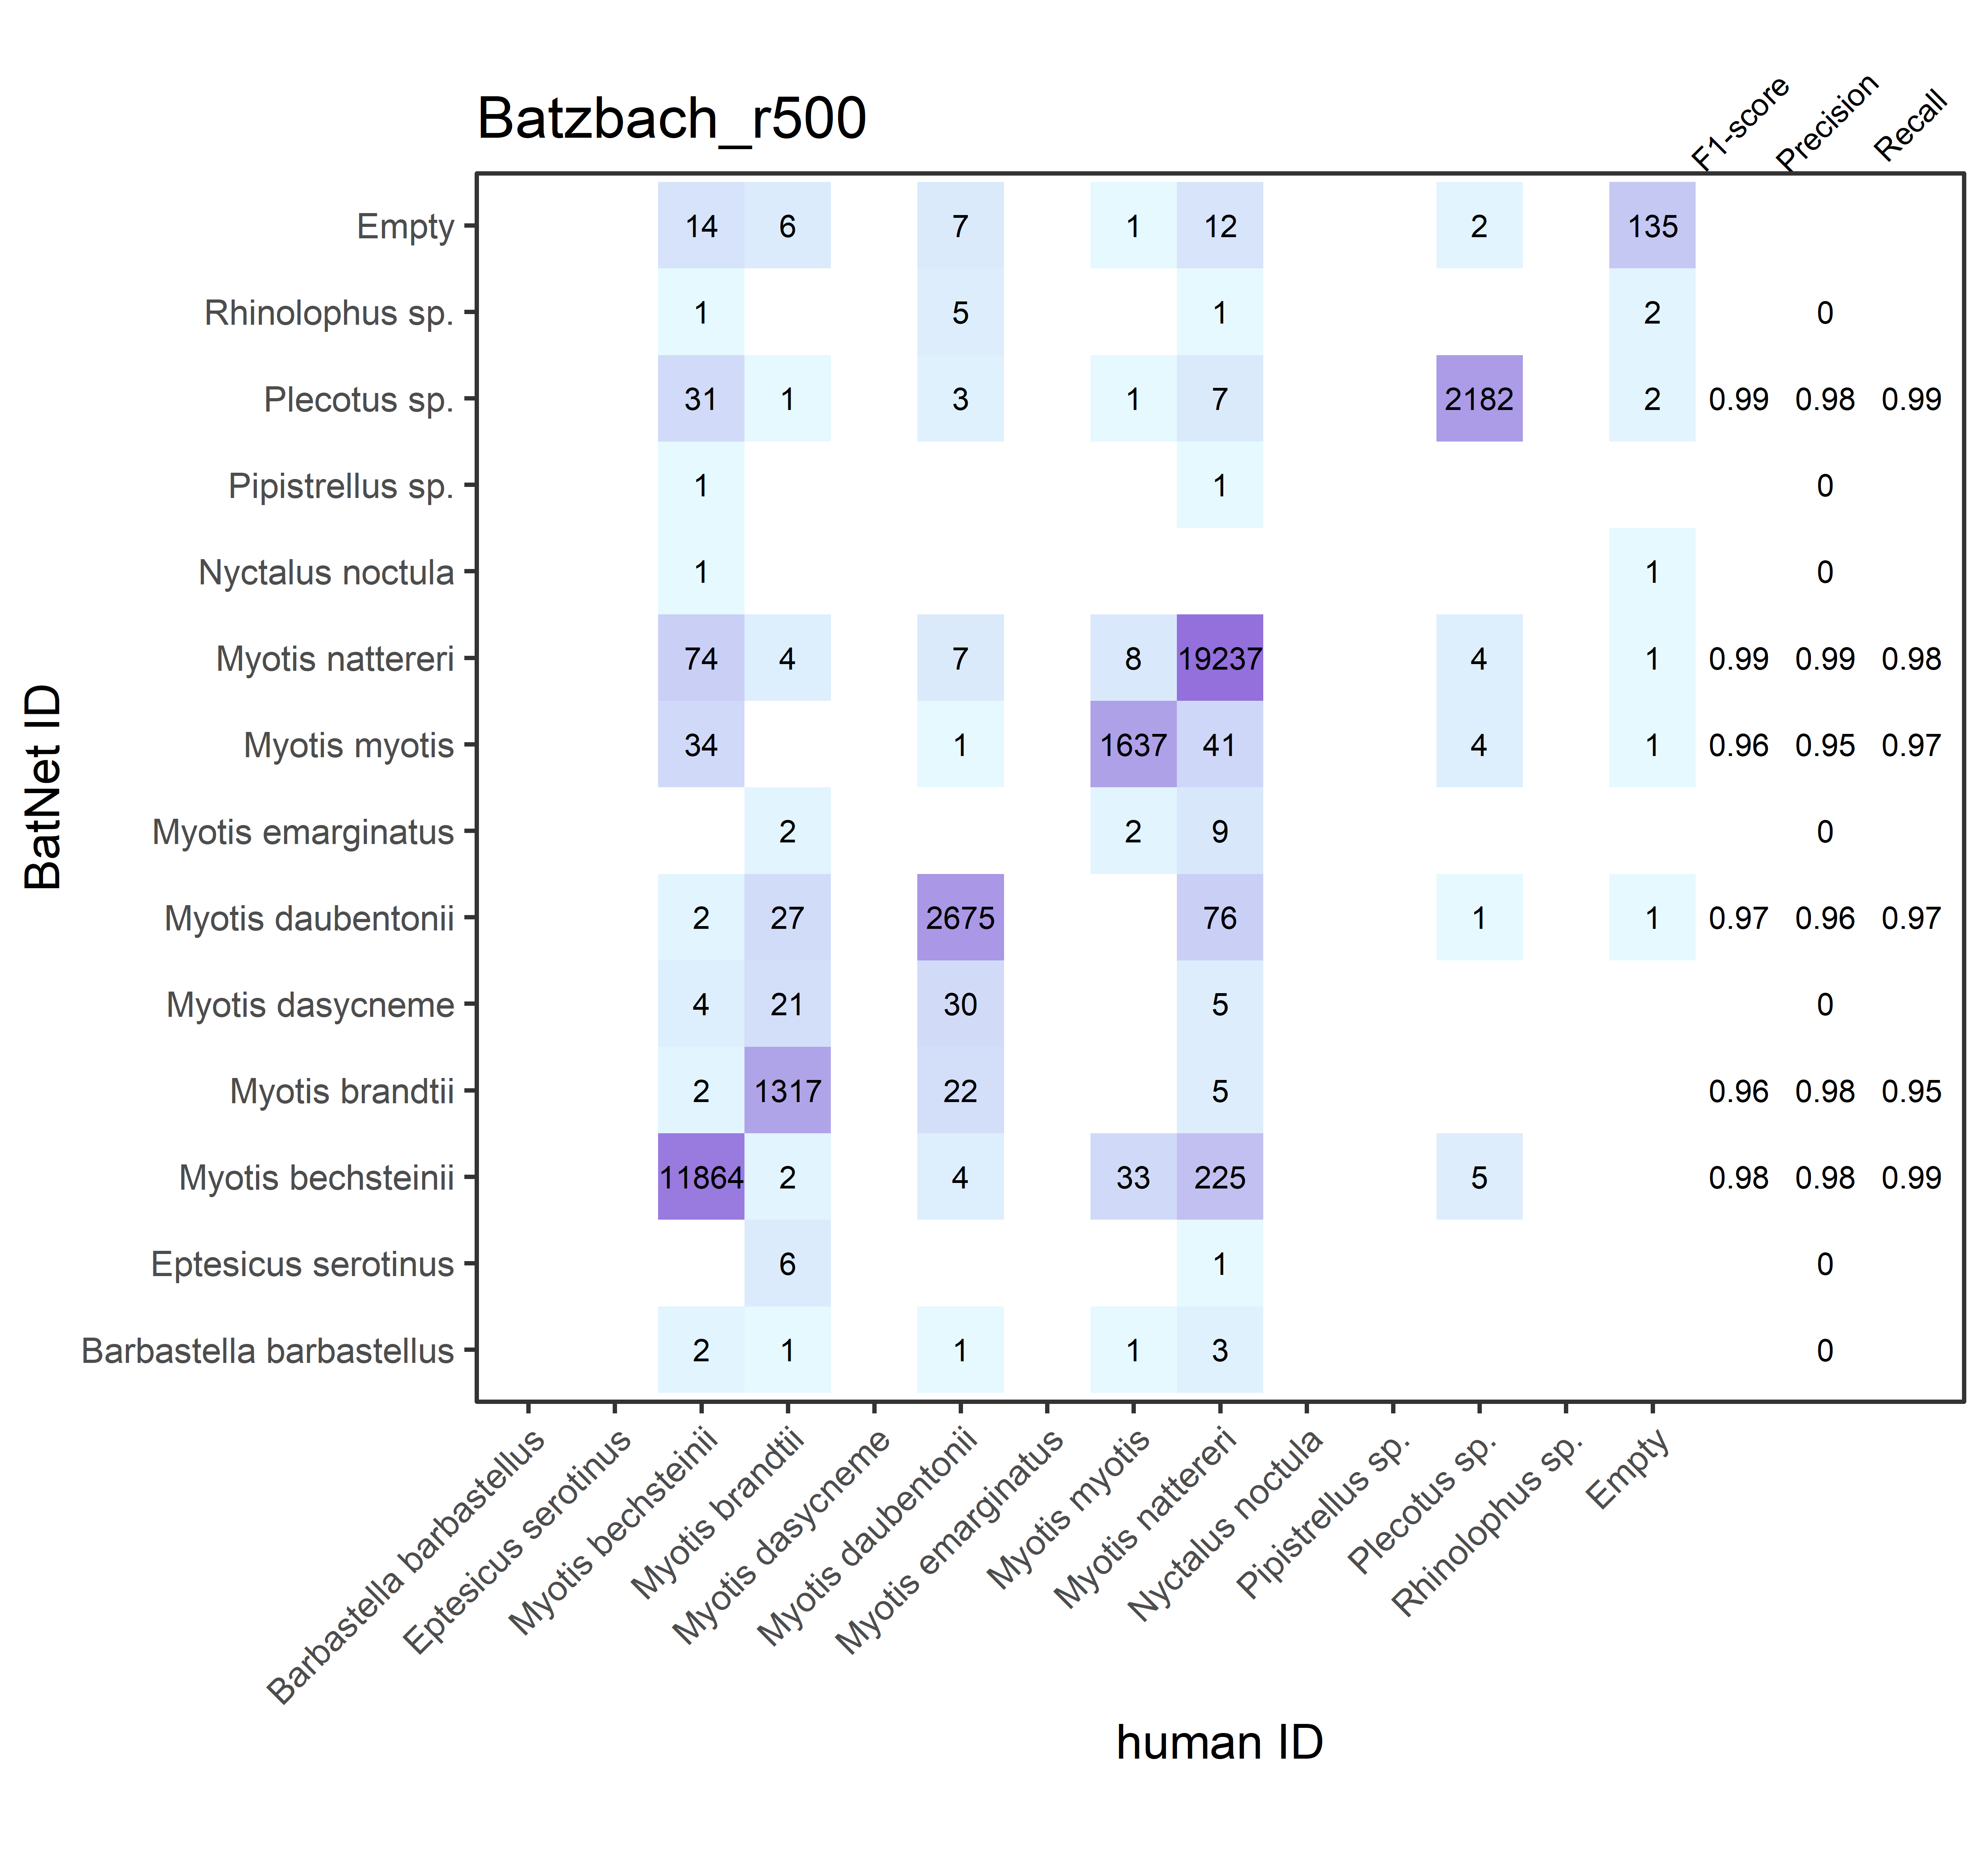 Batzbach_r500
F1-score Precision Recall
Empty 14 6 7 1 12 2 135
Rhinolophus sp. 1 5 1 2 0
Plecotus sp. 31 1 3 1 7 2182 2 0.99 0.98 0.99
Pipistrellus sp. 1 1 0
Nyctalus noctula 1 1 0
Myotis nattereri 74 4 7 8 19237 4 1 0.99 0.99 0.98
Myotis myotis 34 1 1637 41 4 1 0.96 0.95 0.97
Myotis emarginatus 2 2 9 0
Myotis daubentonii 2 27 2675 76 1 1 0.97 0.96 0.97
Myotis dasycneme 4 21 30 5 0
Myotis brandtii 2 1317 22 5 0.96 0.98 0.95
Myotis bechsteinii 11864 2 4 33 225 5 0.98 0.98 0.99
Eptesicus serotinus 6 1 0
Barbastella barbastellus 2 1 1 1 3 0
BatNet ID
Barbastella barbastellus
Eptesicus serotinus
Myotis bechsteinii
Myotis brandtii
Myotis dasycneme
Myotis daubentonii
Myotis emarginatus
Myotis myotis
Myotis nattereri
Nyctalus noctula
Pipistrellus sp.
Plecotus sp.
Rhinolophus sp.
Empty
human ID